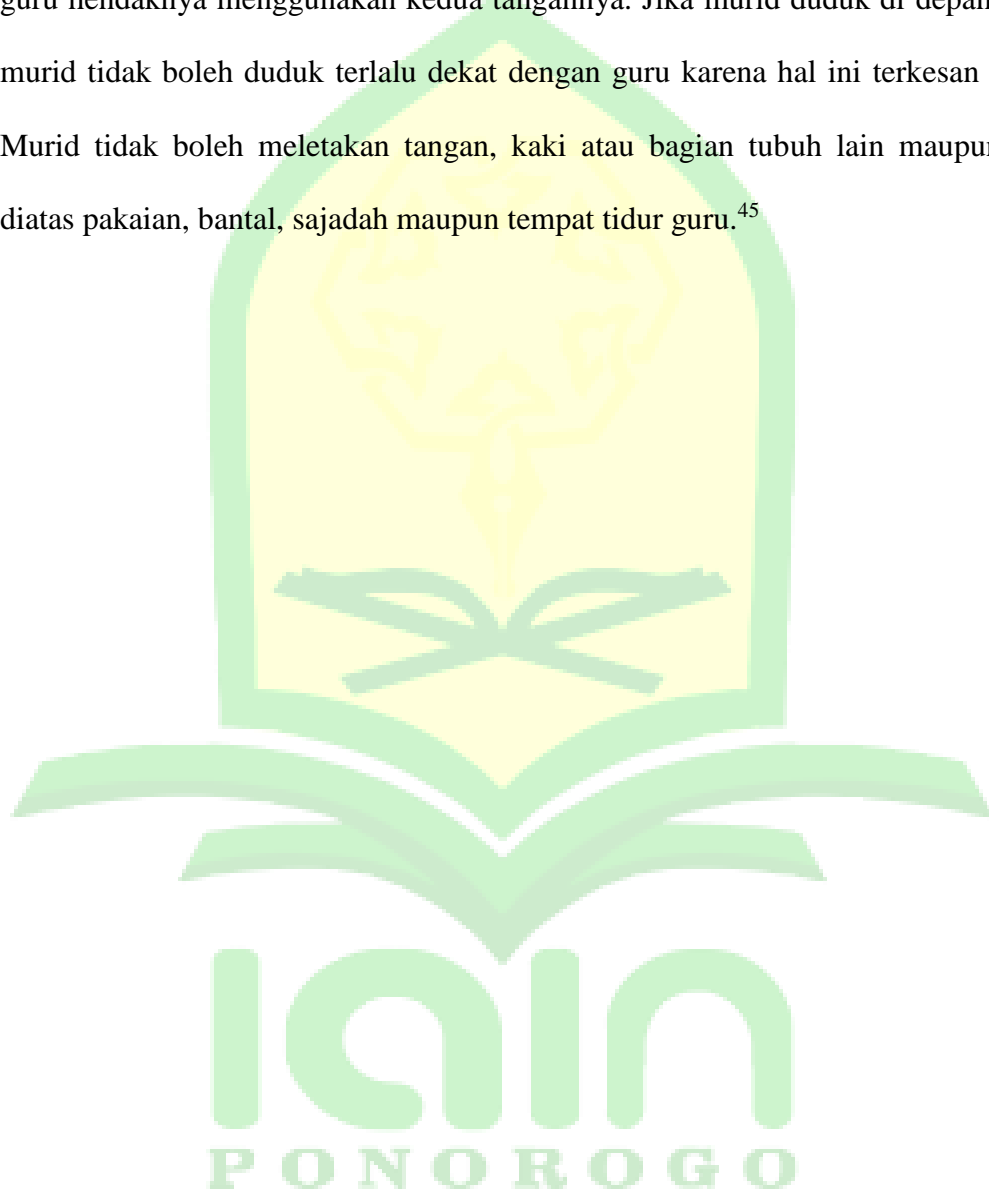 guru hendaknya menggunakan kedua tangannya. Jika murid duduk di depan
murid tidak boleh duduk terlalu dekat dengan guru karena hal ini terkesan
Murid tidak boleh meletakan tangan, kaki atau bagian tubuh lain maupun
diatas pakaian, bantal, sajadah maupun tempat tidur guru.45
iain
PONOROGO